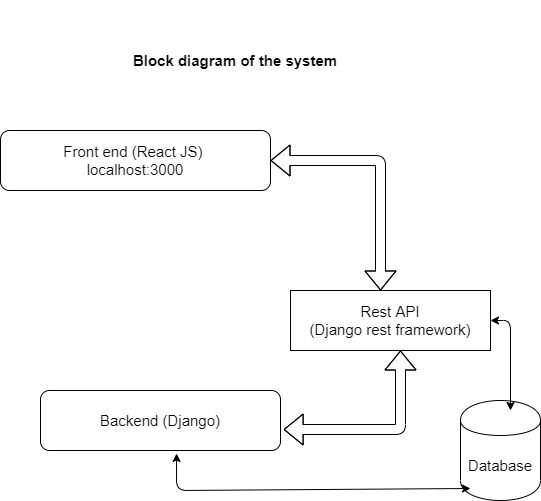 Block diagram of the system
Front end (React JS)
localhost:3000
Rest API
(Django rest framework)
Backend (Django)
Database